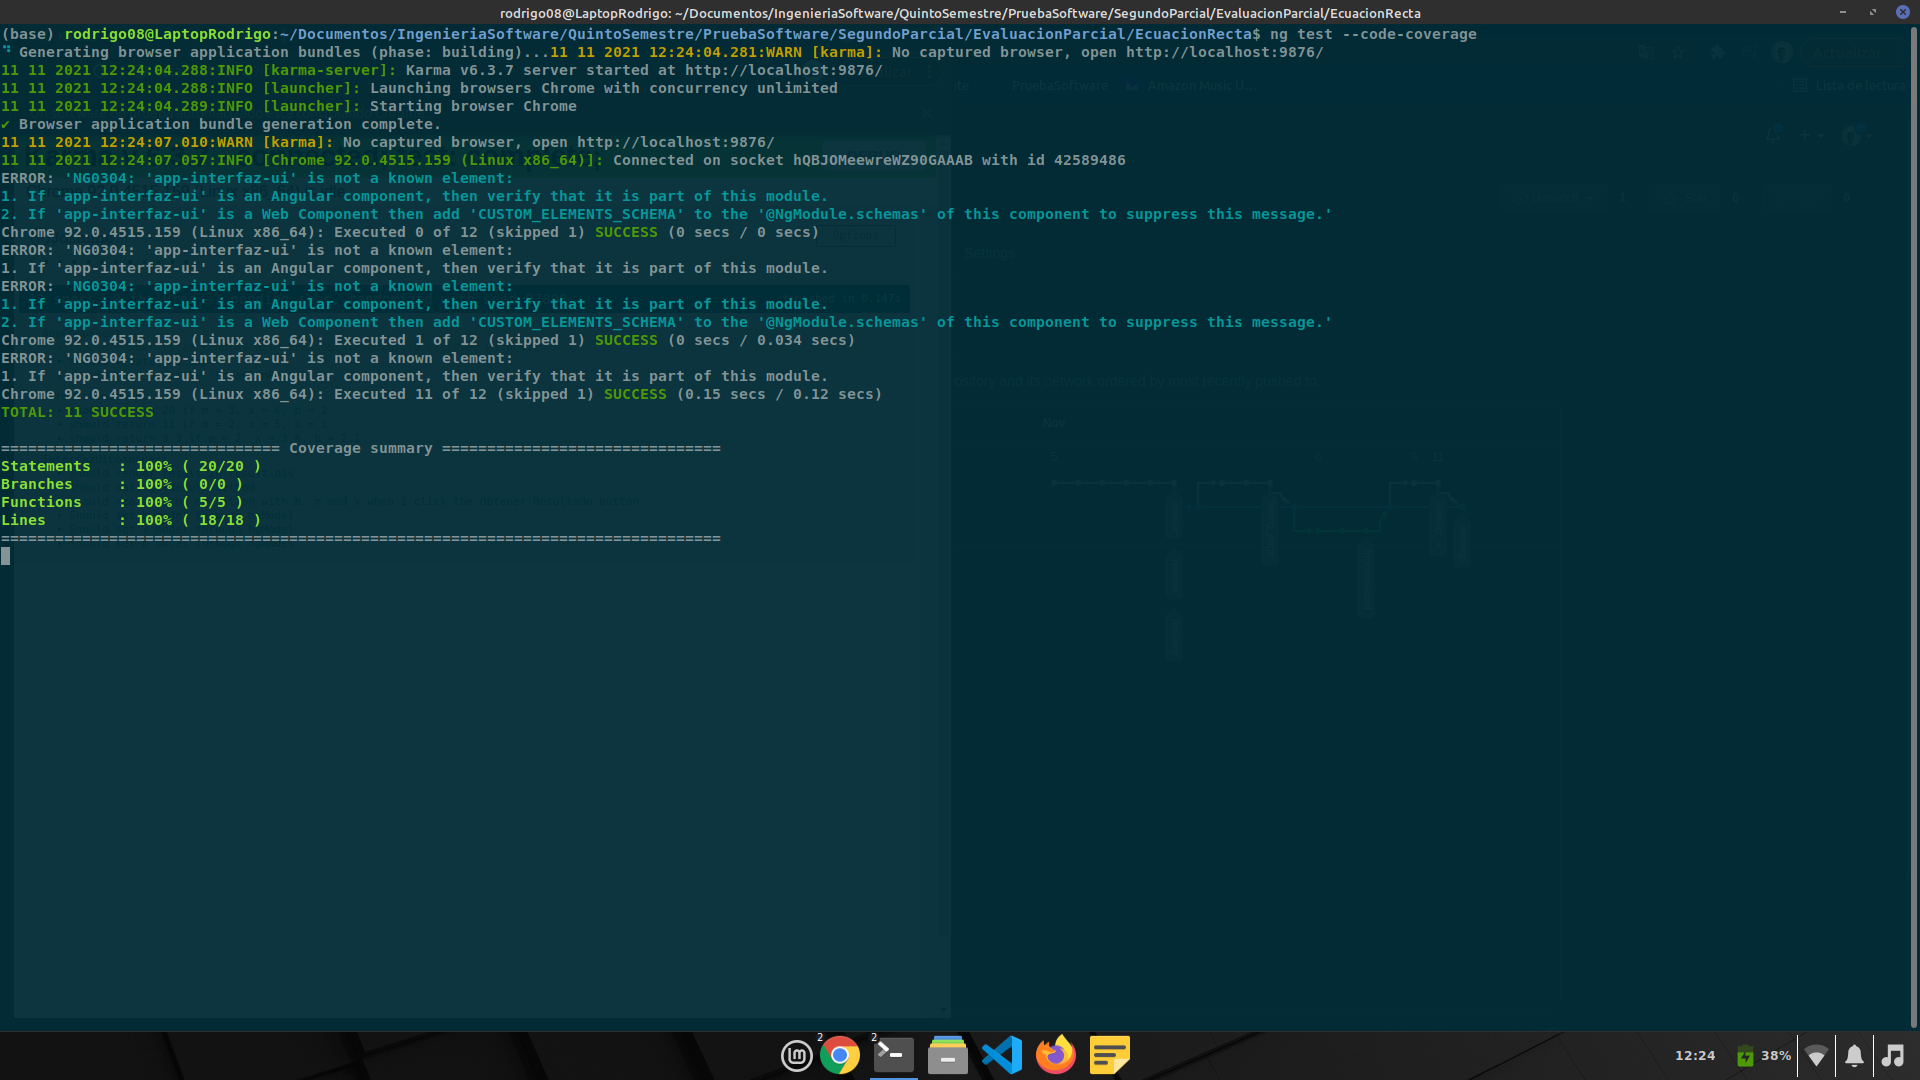 rodrigo08@LaptopRodrigo: ~/Documentos/IngenieriaSoftware/QuintoSemestre/PruebaSoftware/SegundoParcial/EvaluacionParcial/EcuacionRecta
(base) rodrigo08@LaptopRodrigo:~/Documentos/IngenieriaSoftware/QuintoSemestre/PruebaSoftware/SegundoParcial/EvaluacionParcial/EcuacionRecta$ ng test --code-coverage
Generating browser application bundles (phase: building)...11 11 2021 12:24:04.281:WARN [karma]: No captured browser, open http://localhost:9876/
11 11 2021 12:24:04.288:INFO [karma-server]: Karma v6.3.7 server started at http://localhost:9876/
11 11 2021 12:24:04.288:INFO [launcher]: Launching browsers Chrome with concurrency unlimited
11 11 2021 12:24:04.289:INFO [launcher]: Starting browser Chrome
✔ Browser application bundle generation complete.
11 11 2021 12:24:07.010:WARN [karma]: No captured browser, open http://localhost:9876/
11 11 2021 12:24:07.057:INFO [Chrome 92.0.4515.159 (Linux x86_64)]: Connected on socket hQBJOMeewreWZ90GAAAB with id 42589486
ERROR: 'NG0304: 'app-interfaz-ui' is not a known element:
1. If 'app-interfaz-ui' is an Angular component, then verify that it is part of this module.
2. If 'app-interfaz-ui' is a Web Component then add 'CUSTOM_ELEMENTS_SCHEMA' to the '@NgModule.schemas' of this component to suppress this message.'
Chrome 92.0.4515.159 (Linux x86_64): Executed 0 of 12 (skipped 1) SUCCESS (0 secs / 0 secs)
ERROR: 'NG0304: 'app-interfaz-ui' is not a known element:
1. If 'app-interfaz-ui' is an Angular component, then verify that it is part of this module.
ERROR: 'NG0304: 'app-interfaz-ui' is not a known element:
1. If 'app-interfaz-ui' is an Angular component, then verify that it is part of this module.
2. If 'app-interfaz-ui' is a Web Component then add 'CUSTOM_ELEMENTS_SCHEMA' to the '@NgModule.schemas' of this component to suppress this message.'
Chrome 92.0.4515.159 (Linux x86_64): Executed 1 of 12 (skipped 1) SUCCESS (0 secs / 0.034 secs)
ERROR: 'NG0304: 'app-interfaz-ui' is not a known element:
1. If 'app-interfaz-ui' is an Angular component, then verify that it is part of this module.
Chrome 92.0.4515.159 (Linux x86_64): Executed 11 of 12 (skipped 1) SUCCESS (0.15 secs / 0.12 secs)
TOTAL: 11 SUCCESS
=============================== Coverage summary ===============================
Statements   : 100% ( 20/20 )
Branches     : 100% ( 0/0 )
Functions    : 100% ( 5/5 )
Lines        : 100% ( 18/18 )
================================================================================
Actualizar
PruebaSoftware
Amazon Music U...
Lista de lectura
Settings
Nov
2
2
12:24
38%